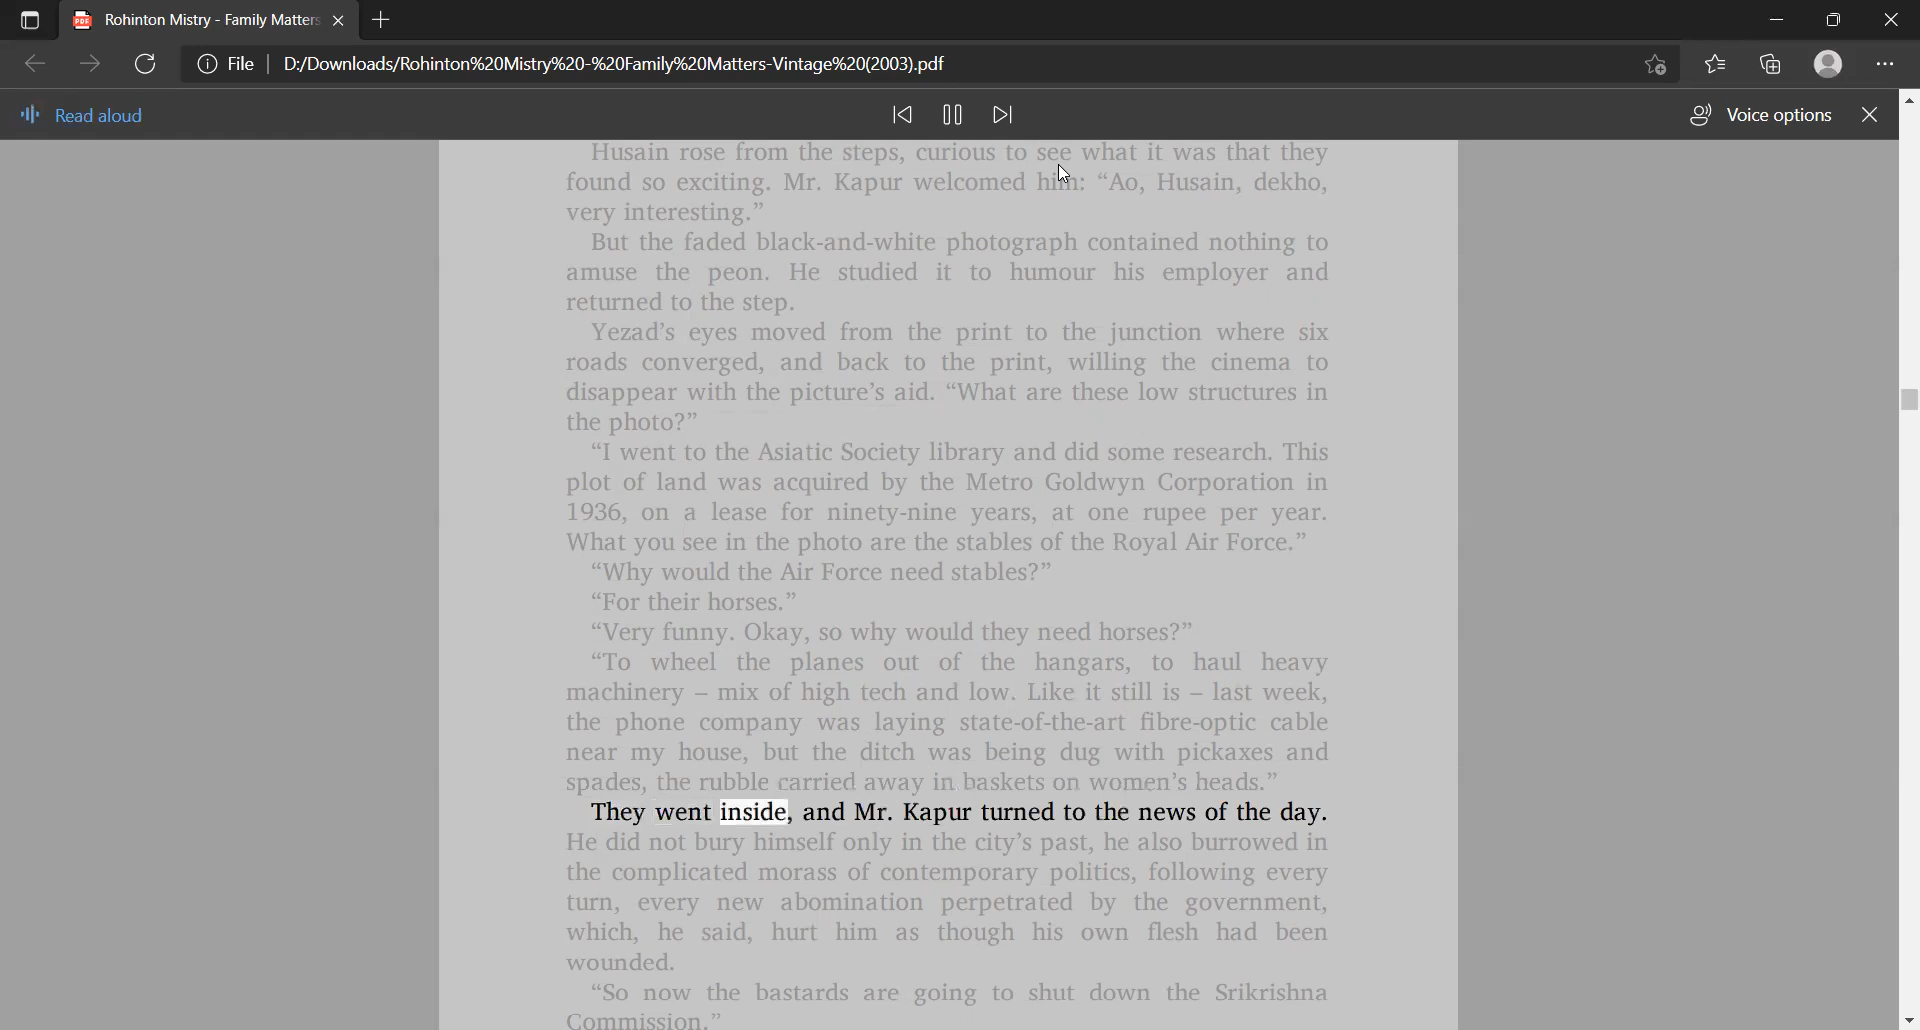 Rohinton Mistry - Family Matters
File
D:/Downloads/Rohinton%20Mistry%20-%20Family%20Matters-Vintage%20(2003).pdf
Read aloud
Voice options
Husain rose from the steps, curious to see what it was that they
found so exciting. Mr. Kapur welcomed him: “Ao, Husain, dekho,
very interesting.”
But the faded black-and-white photograph contained nothing to
amuse the peon. He studied it to humour his employer and
returned to the step.
Yezad’s eyes moved from the print to the junction where six
roads converged, and back to the print, willing the cinema to
disappear with the picture’s aid. “What are these low structures in
the photo?”
“I went to the Asiatic Society library and did some research. This
plot of land was acquired by the Metro Goldwyn Corporation in
1936, on a lease for ninety-nine years, at one rupee per year.
What you see in the photo are the stables of the Royal Air Force.”
“Why would the Air Force need stables?”
“For their horses.”
“Very funny. Okay, so why would they need horses?”
“To wheel the planes out of the hangars, to haul heavy
machinery – mix of high tech and low. Like it still is – last week,
the phone company was laying state-of-the-art fibre-optic cable
near my house, but the ditch was being dug with pickaxes and
spades, the rubble carried away in baskets on women’s heads.”
They went inside, and Mr. Kapur turned to the news of the day.
He did not bury himself only in the city’s past, he also burrowed in
the complicated morass of contemporary politics, following every
turn, every new abomination perpetrated by the government,
which, he said, hurt him as though his own flesh had been
wounded.
“So now the bastards are going to shut down the Srikrishna
Commission.”